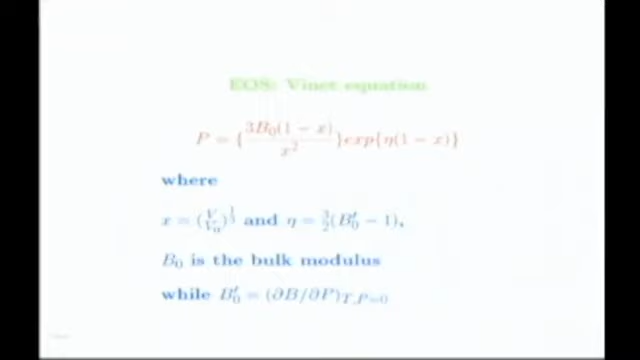 EOS: Vinet equation
P = {3B₀(1 − x)/x²}exp{η(1 − x)}
where
x = (V/V₀)^{1/3} and η = 3/2(B₀′ − 1),
B₀ is the bulk modulus
while B₀′ = (∂B/∂P)_{T,P=0}